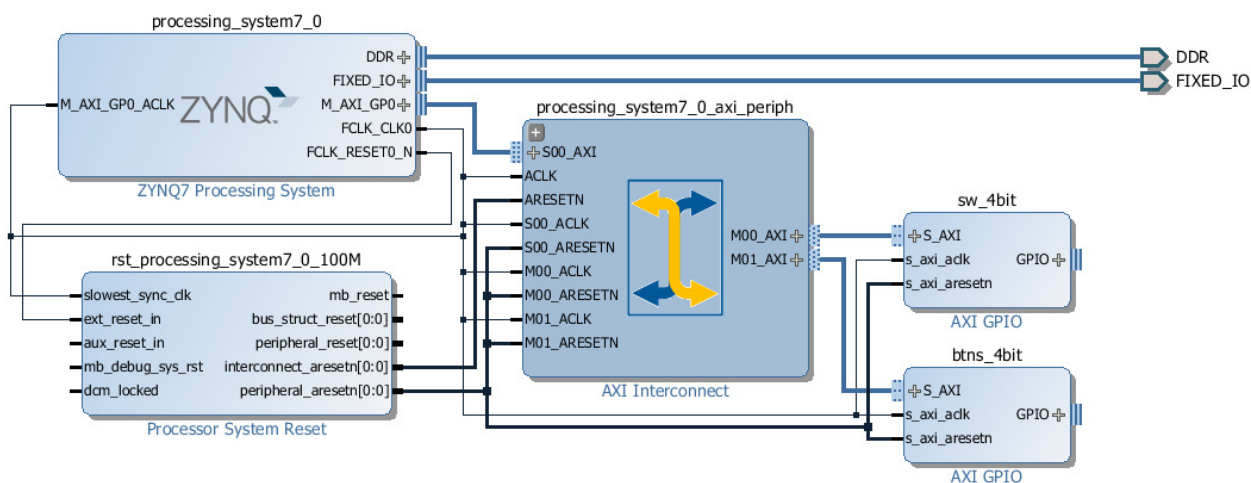 processing_system7_0
DDR
FIXED_IO
M_AXI_GP0_ACLK
ZYNQ
M_AXI_GP0
FCLK_CLK0
FCLK_RESET0_N
ZYNQ7 Processing System
DDR
FIXED_IO
processing_system7_0_axi_periph
S00_AXI
ACLK
ARESETN
S00_ACLK
S00_ARESETN
M00_ACLK
M00_ARESETN
M01_ACLK
M01_ARESETN
M00_AXI
M01_AXI
AXI Interconnect
rst_processing_system7_0_100M
slowest_sync_clk
ext_reset_in
aux_reset_in
mb_debug_sys_rst
dcm_locked
mb_reset
bus_struct_reset[0:0]
peripheral_reset[0:0]
interconnect_aresetn[0:0]
peripheral_aresetn[0:0]
Processor System Reset
sw_4bit
S_AXI
s_axi_aclk
s_axi_aresetn
GPIO
AXI GPIO
btns_4bit
S_AXI
s_axi_aclk
s_axi_aresetn
GPIO
AXI GPIO